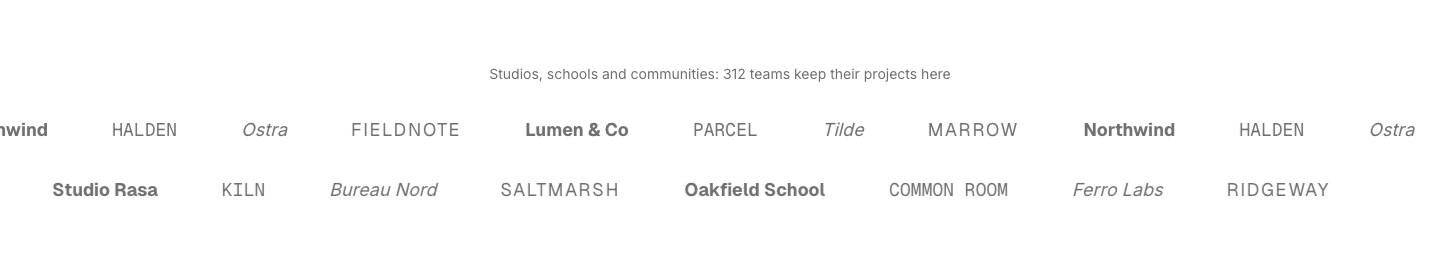 Studios, schools and communities: 312 teams keep their projects here
nwind HALDEN Ostra FIELDNOTE Lumen & Co PARCEL Tilde MARROW Northwind HALDEN Ostra
Studio Rasa KILN Bureau Nord SALTMARSH Oakfield School COMMON ROOM Ferro Labs RIDGEWAY